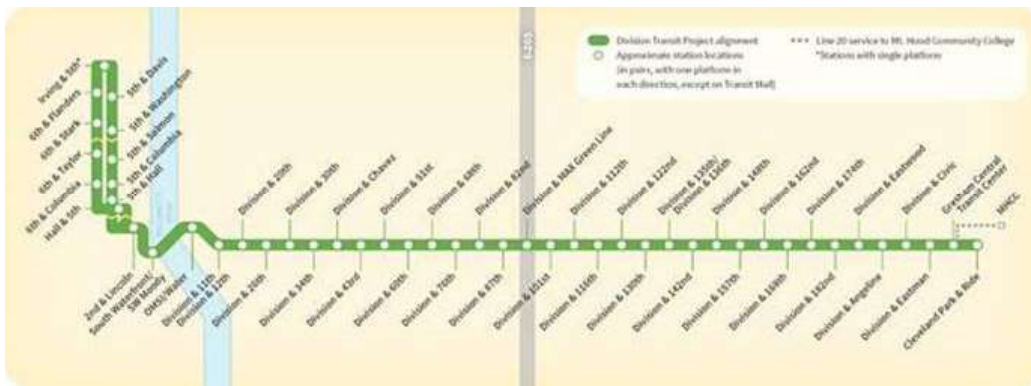 Division Transit Project alignment
Approximate station locations
(in pairs, with one platform in
each direction, except on Transit Mall)
Line 20 service to Mt. Hood Community College
*Stations with single platform
I-205
Irving & 5th*
6th & Flanders
6th & Stark
6th & Taylor
6th & Columbia
Hall & 5th
5th & Davis
5th & Washington
5th & Salmon
5th & Columbia
5th & Hall
2nd & Lincoln
South Waterfront/
SW Moody
OMSI/Water
Division & 11th
Division & 12th
Division & 20th
Division & 26th
Division & 30th
Division & 34th
Division & Chavez
Division & 43rd
Division & 51st
Division & 60th
Division & 68th
Division & 76th
Division & 82nd
Division & 87th
Division & MAX Green Line
Division & 101st
Division & 112th
Division & 116th
Division & 122nd
Division & 130th
Division & 135th/
Division & 136th
Division & 142nd
Division & 148th
Division & 157th
Division & 162nd
Division & 168th
Division & 174th
Division & 182nd
Division & Eastwood
Division & Angeline
Division & Civic
Division & Eastman
Gresham Central
Transit Center
Cleveland Park & Ride
MHCC